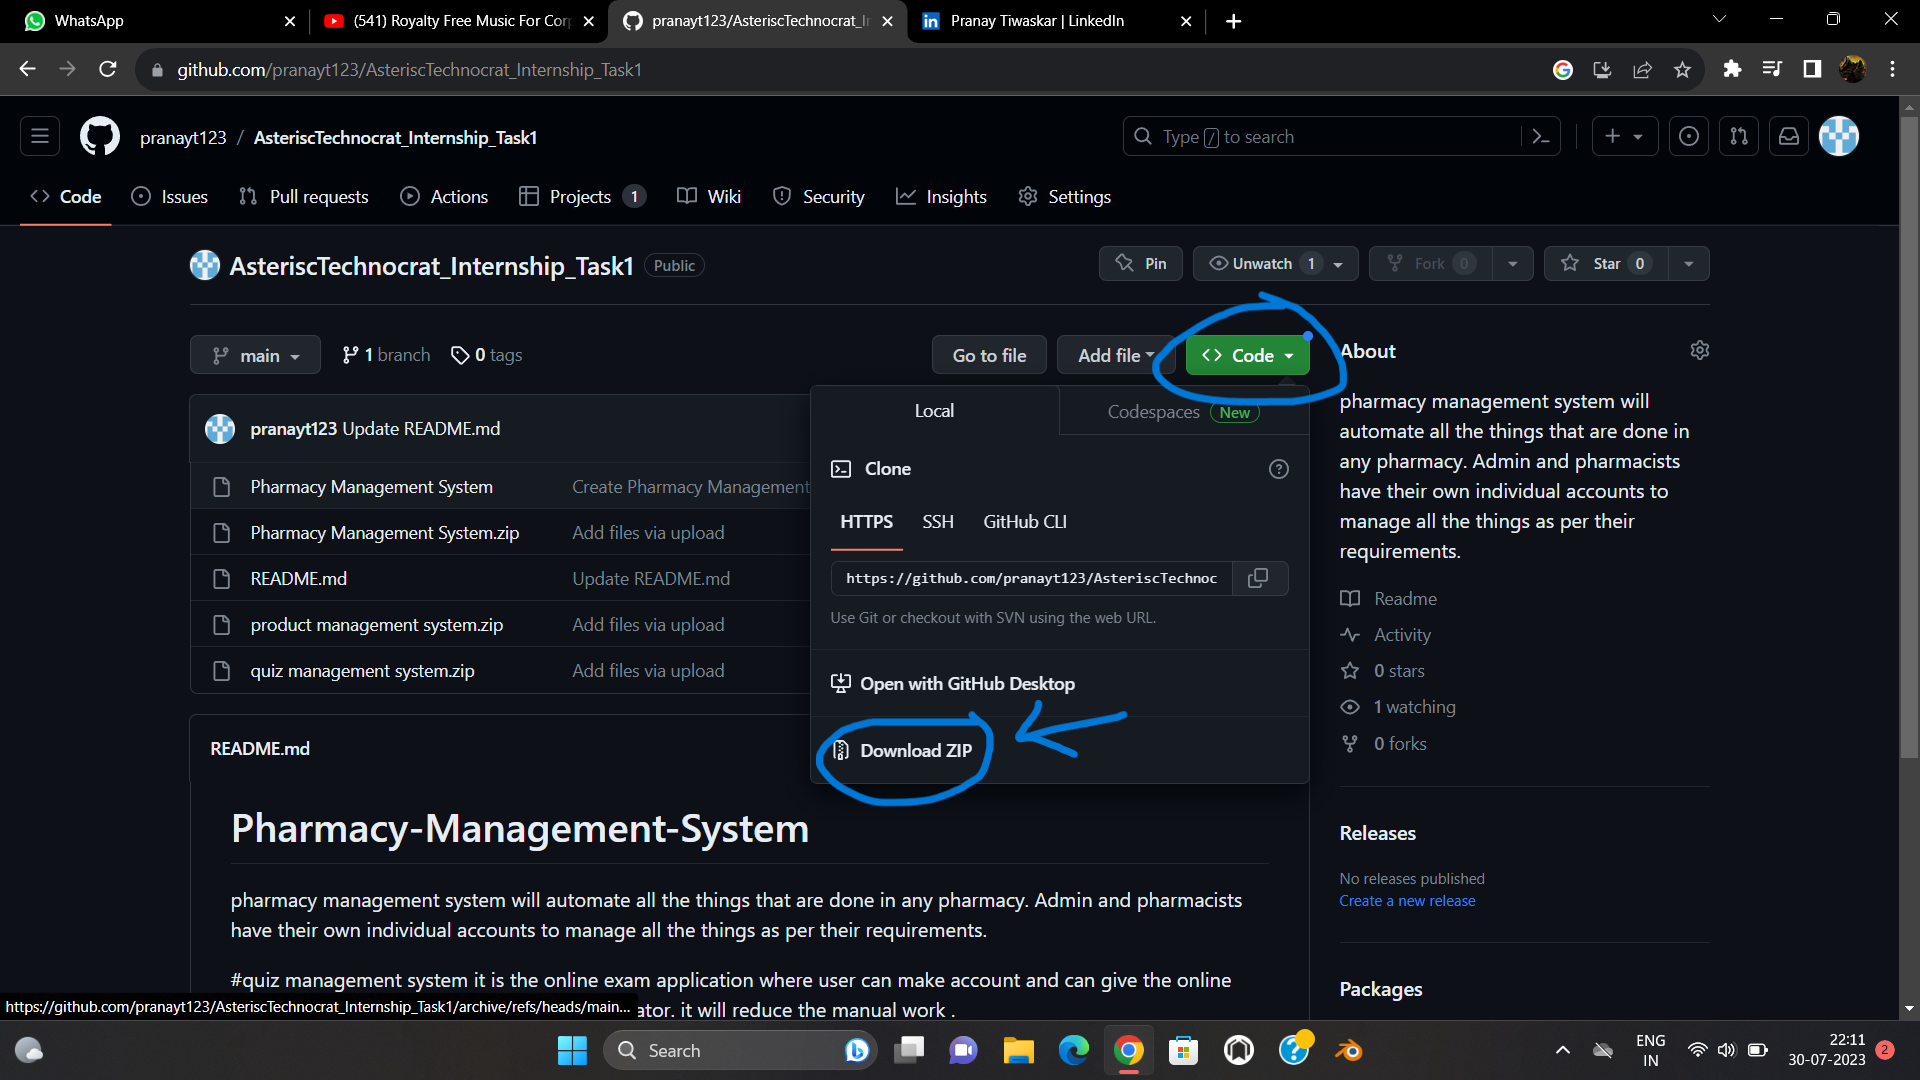 WhatsApp
(541) Royalty Free Music For Cor
pranayt123/AsteriscTechnocrat_I
Pranay Tiwaskar | LinkedIn
github.com/pranayt123/AsteriscTechnocrat_Internship_Task1
pranayt123 / AsteriscTechnocrat_Internship_Task1
Type / to search
Code
Issues
Pull requests
Actions
Projects 1
Wiki
Security
Insights
Settings
AsteriscTechnocrat_Internship_Task1 Public
Pin
Unwatch 1
Fork 0
Star 0
main
1 branch
0 tags
Go to file
Add file
Code
pranayt123 Update README.md
Pharmacy Management System Create Pharmacy Management
Pharmacy Management System.zip Add files via upload
README.md Update README.md
product management system.zip Add files via upload
quiz management system.zip Add files via upload
Local
Codespaces New
Clone
HTTPS SSH GitHub CLI
https://github.com/pranayt123/AsteriscTechnoc
Use Git or checkout with SVN using the web URL.
Open with GitHub Desktop
Download ZIP
About
pharmacy management system will
automate all the things that are done in
any pharmacy. Admin and pharmacists
have their own individual accounts to
manage all the things as per their
requirements.
Readme
Activity
0 stars
1 watching
0 forks
Releases
No releases published
Create a new release
Packages
README.md
Pharmacy-Management-System
pharmacy management system will automate all the things that are done in any pharmacy. Admin and pharmacists
have their own individual accounts to manage all the things as per their requirements.
#quiz management system it is the online exam application where user can make account and can give the online
ator. it will reduce the manual work .
https://github.com/pranayt123/AsteriscTechnocrat_Internship_Task1/archive/refs/heads/main...
Search
ENG
IN
22:11
30-07-2023
2